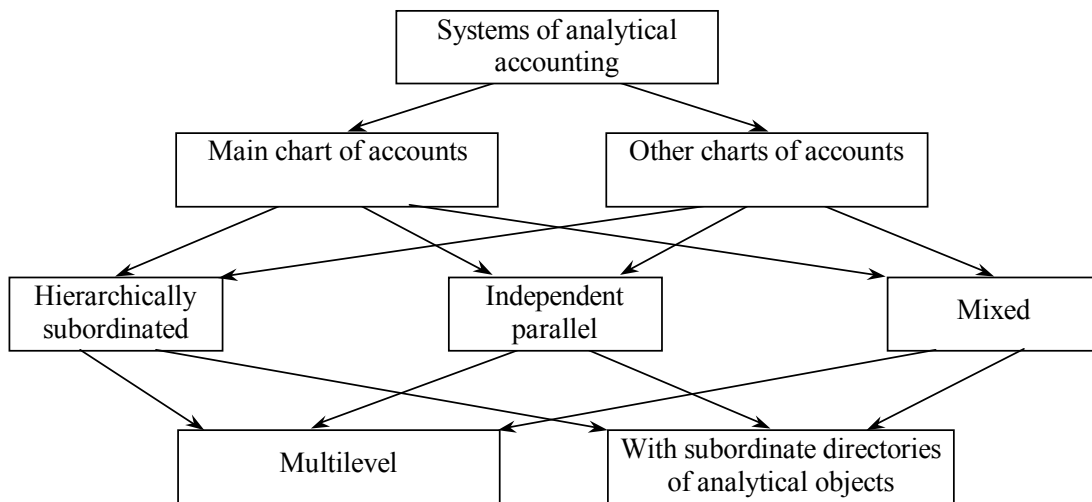 Systems of analytical
accounting
Main chart of accounts
Other charts of accounts
Hierarchically
subordinated
Independent
parallel
Mixed
Multilevel
With subordinate directories
of analytical objects